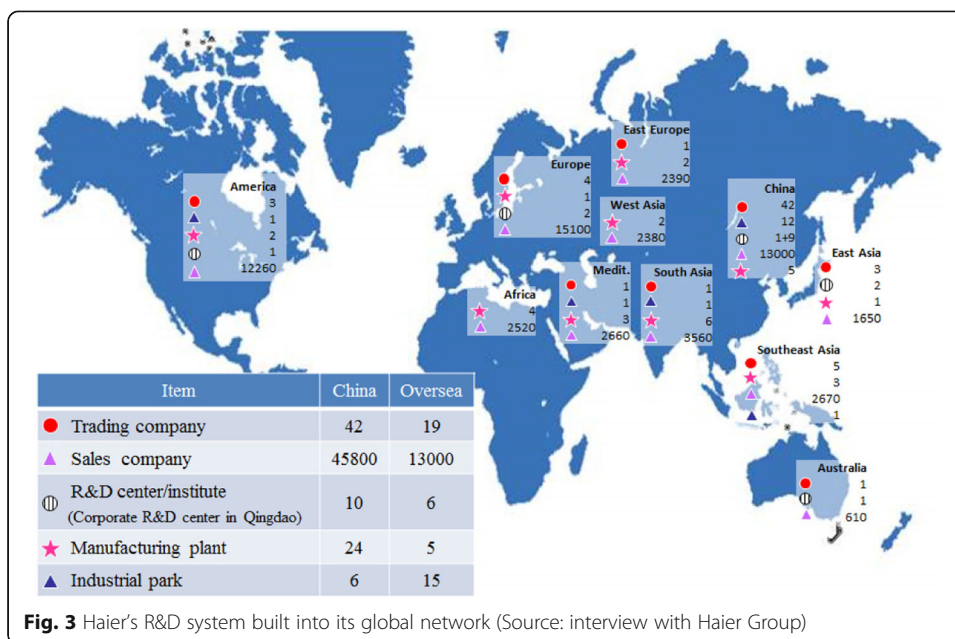 East Europe
1
2
2390
Europe
4
1
2
15100
America
3
1
2
1
12260
West Asia
2
2380
China
42
12
1+9
13000
5
East Asia
3
2
1
1650
Medit.
1
1
3
2660
South Asia
1
1
6
3560
Africa
4
2520
Southeast Asia
5
3
2670
1
Australia
1
1
610
Item China Oversea
Trading company 42 19
Sales company 45800 13000
R&D center/institute
(Corporate R&D center in Qingdao) 10 6
Manufacturing plant 24 5
Industrial park 6 15
Fig. 3 Haier's R&D system built into its global network (Source: interview with Haier Group)